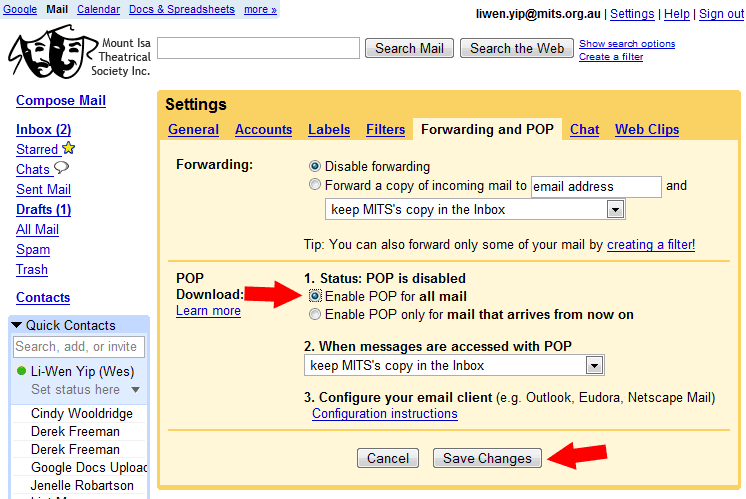 Google Mail Calendar Docs & Spreadsheets more »
liwen.yip@mits.org.au | Settings | Help | Sign out
Mount Isa
Theatrical
Society Inc.
Search Mail Search the Web
Show search options
Create a filter
Compose Mail
Inbox (2)
Starred
Chats
Sent Mail
Drafts (1)
All Mail
Spam
Trash
Contacts
Quick Contacts
Search, add, or invite
Li-Wen Yip (Wes)
Set status here
Cindy Wooldridge
Derek Freeman
Derek Freeman
Google Docs Upload
Jenelle Robartson
Settings
General Accounts Labels Filters Forwarding and POP Chat Web Clips
Forwarding:
Disable forwarding
Forward a copy of incoming mail to email address and
keep MITS's copy in the Inbox
Tip: You can also forward only some of your mail by creating a filter!
POP
Download:
Learn more
1. Status: POP is disabled
Enable POP for all mail
Enable POP only for mail that arrives from now on
2. When messages are accessed with POP
keep MITS's copy in the Inbox
3. Configure your email client (e.g. Outlook, Eudora, Netscape Mail)
Configuration instructions
Cancel Save Changes